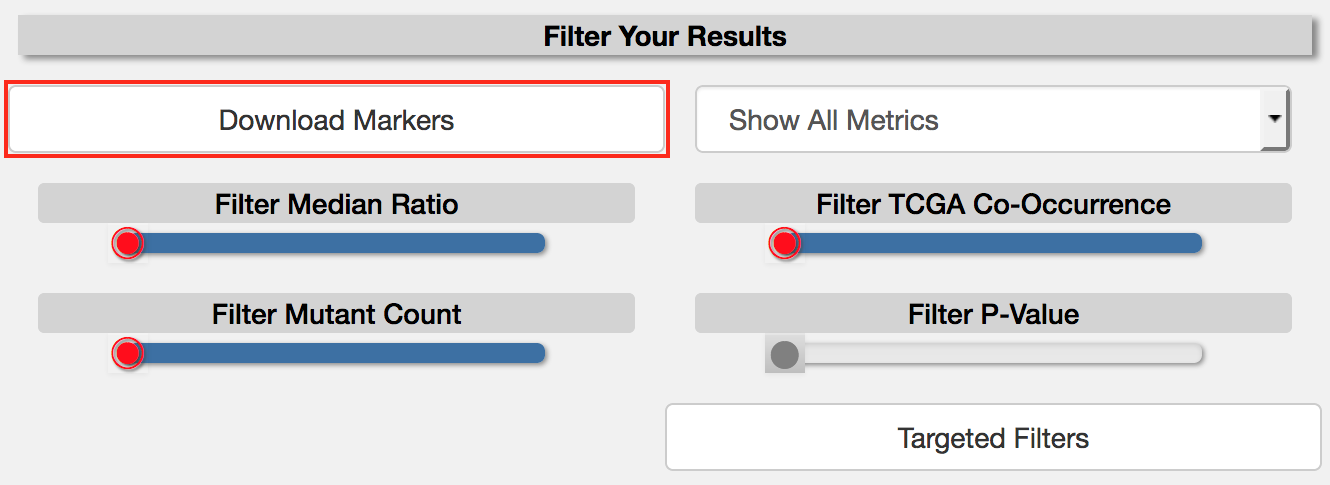 Filter Your Results
Download Markers
Show All Metrics
Filter Median Ratio
Filter TCGA Co-Occurrence
Filter Mutant Count
Filter P-Value
Targeted Filters